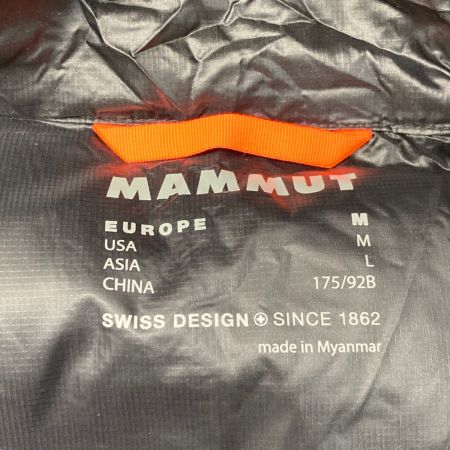 MAMMUT
EUROPE M
USA M
ASIA L
CHINA 175/92B
SWISS DESIGN SINCE 1862
made in Myanmar